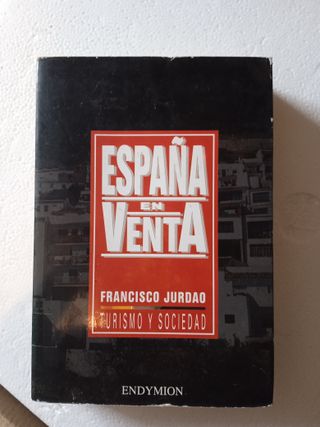 ESPAÑA
EN
VENTA
FRANCISCO JURDAO
TURISMO Y SOCIEDAD
ENDYMION